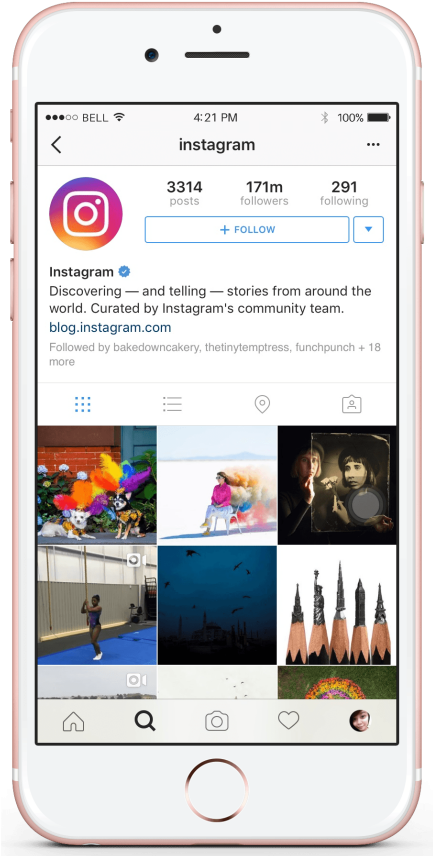 BELL 4:21 PM 100%
instagram
3314 171m 291
posts followers following
+ FOLLOW
Instagram
Discovering — and telling — stories from around the
world. Curated by Instagram's community team.
blog.instagram.com
Followed by bakedowncakery, thetinytemptress, funchpunch + 18
more